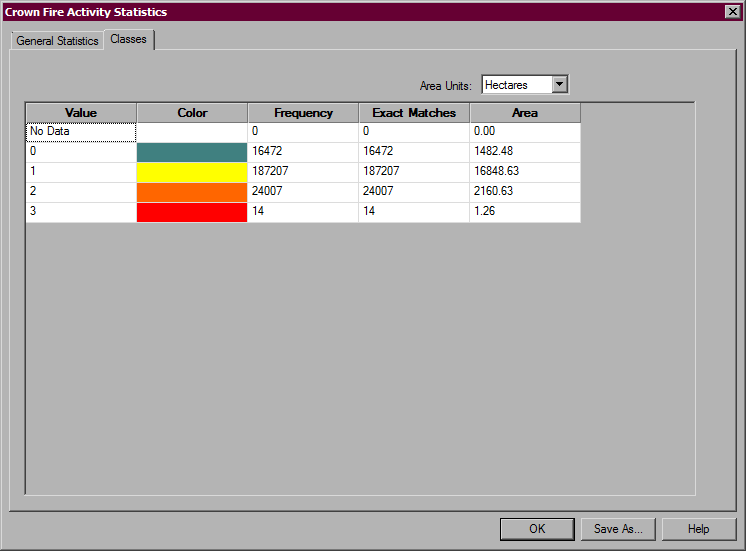 Crown Fire Activity Statistics
General Statistics Classes
Area Units: Hectares
Value Color Frequency Exact Matches Area
No Data 0 0 0.00
0 16472 16472 1482.48
1 187207 187207 16848.63
2 24007 24007 2160.63
3 14 14 1.26
OK Save As... Help